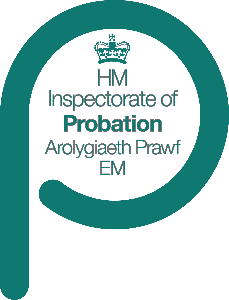 HM
Inspectorate of
Probation
Arolygiaeth Prawf
EM